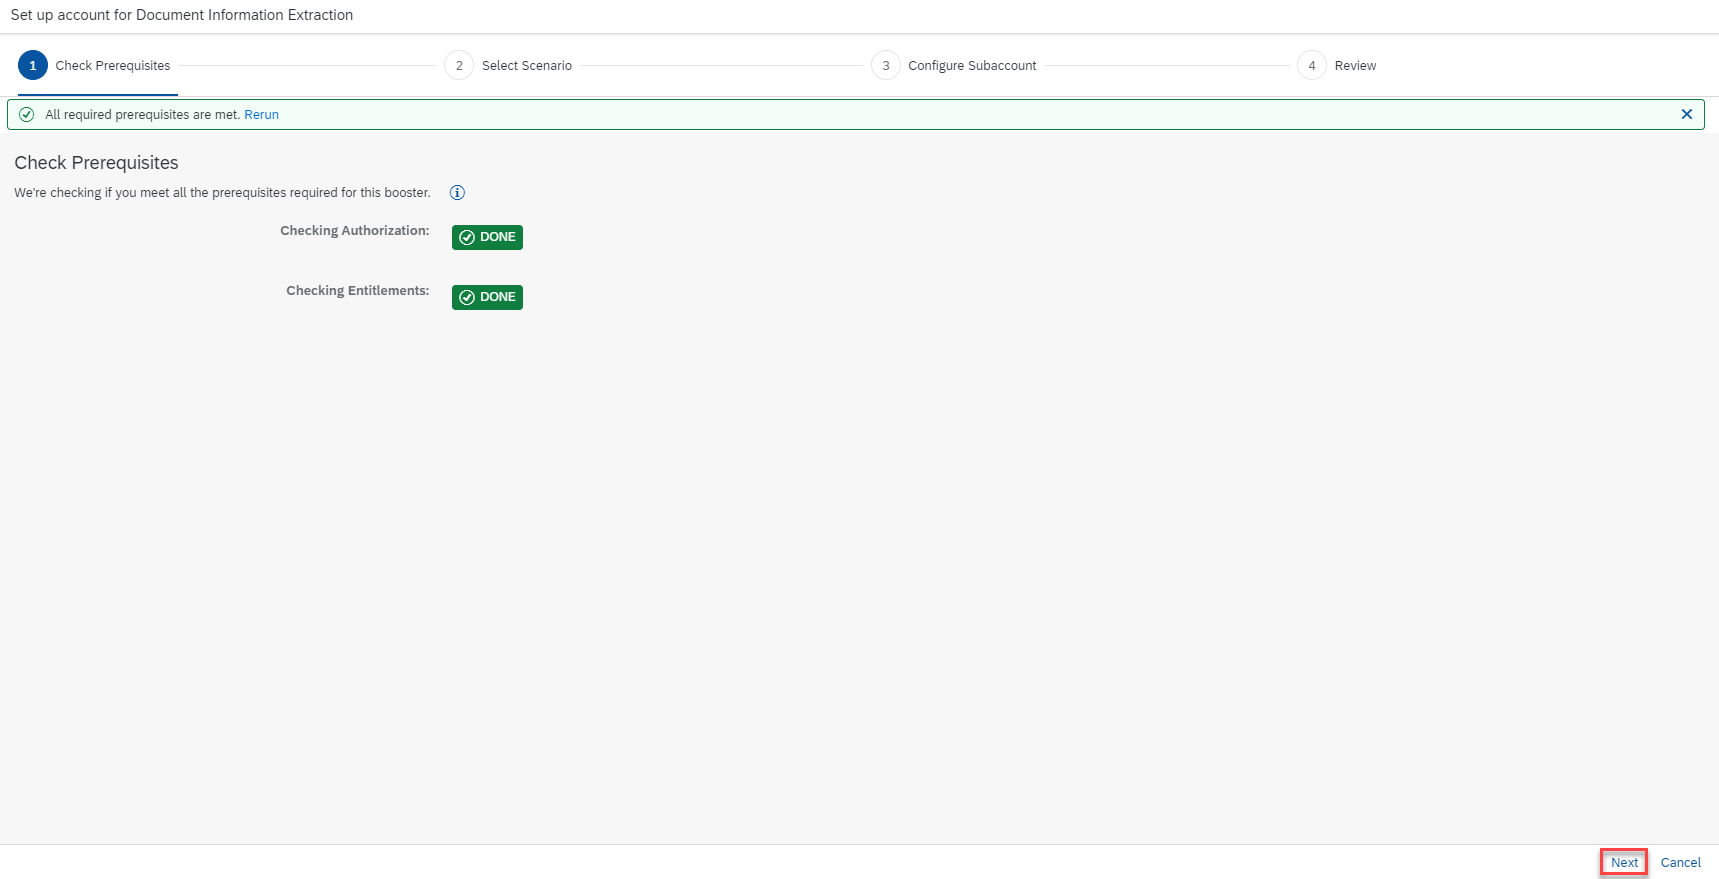 Set up account for Document Information Extraction
1 Check Prerequisites 2 Select Scenario 3 Configure Subaccount 4 Review
All required prerequisites are met. Rerun
Check Prerequisites
We're checking if you meet all the prerequisites required for this booster.
Checking Authorization: DONE
Checking Entitlements: DONE
Next Cancel